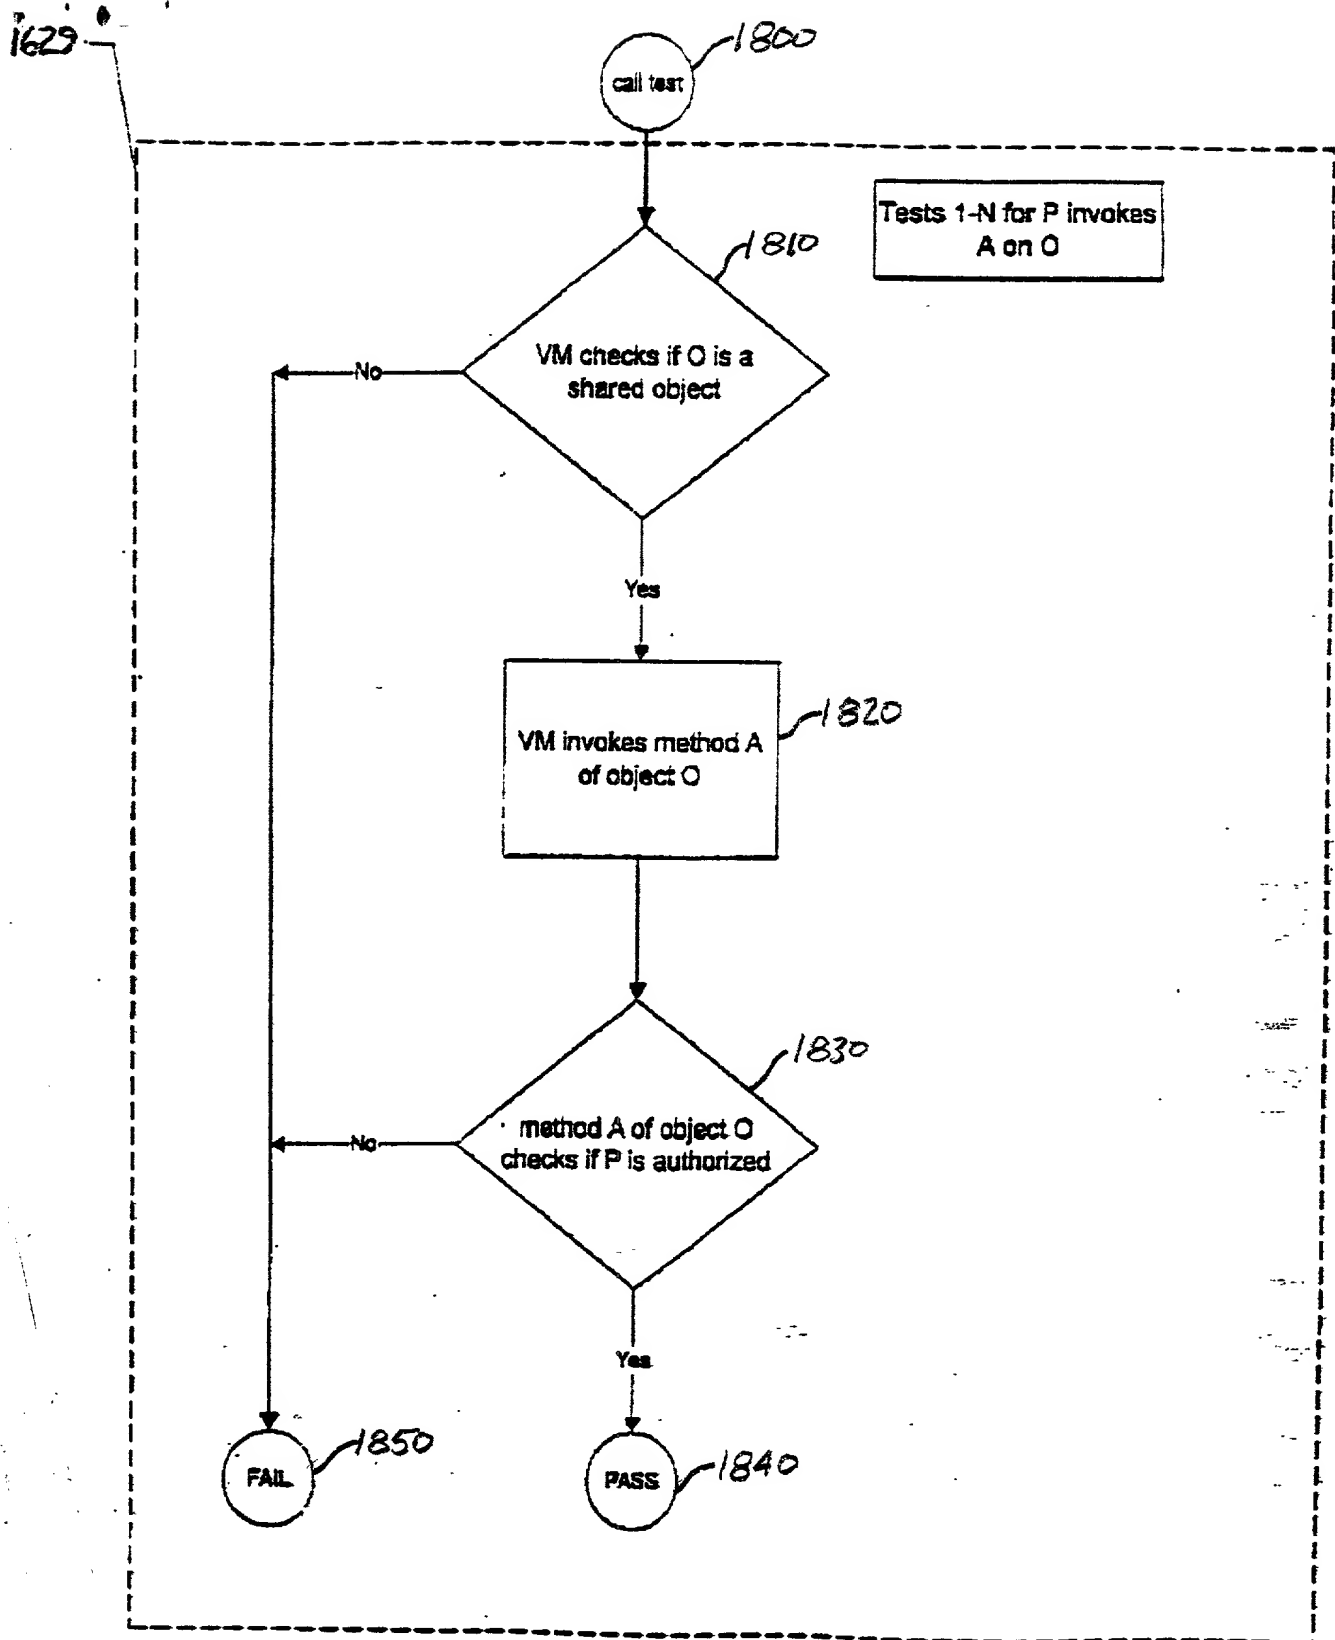 1629
1800
call test
Tests 1-N for P invokes
A on O
1810
VM checks if O is a
shared object
No
Yes
1820
VM invokes method A
of object O
1830
method A of object O
checks if P is authorized
No
Yes
1850
FAIL
1840
PASS